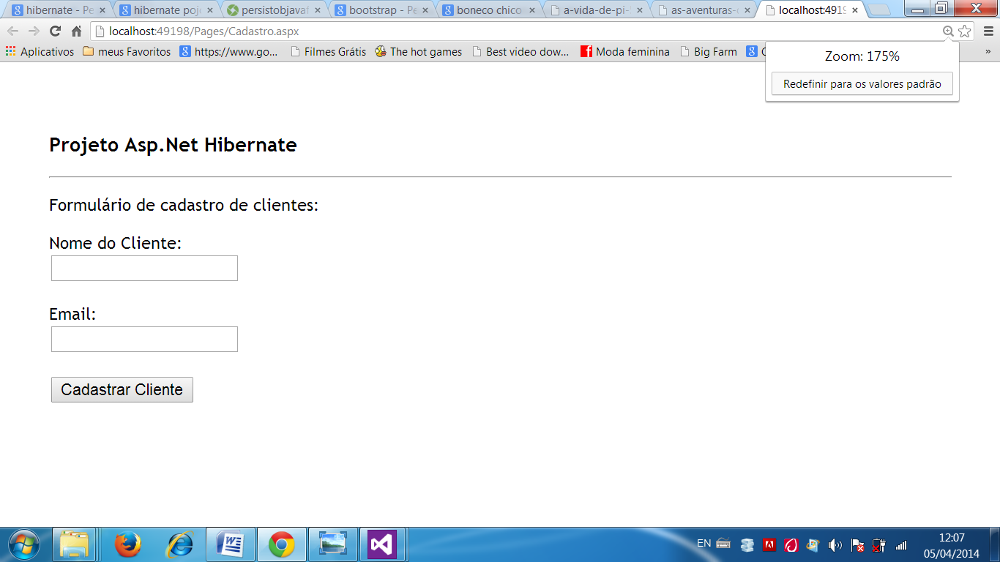 hibernate - Pe
hibernate poj
persistobjavaf
bootstrap - Pe
boneco chico
a-vida-de-pi-
as-aventuras-
localhost:4919
localhost:49198/Pages/Cadastro.aspx
Aplicativos
meus Favoritos
https://www.go...
Filmes Grátis
The hot games
Best video dow...
Moda feminina
Big Farm
»
Zoom: 175%
Redefinir para os valores padrão
Projeto Asp.Net Hibernate
Formulário de cadastro de clientes:
Nome do Cliente:
Email:
Cadastrar Cliente
EN
12:07
05/04/2014